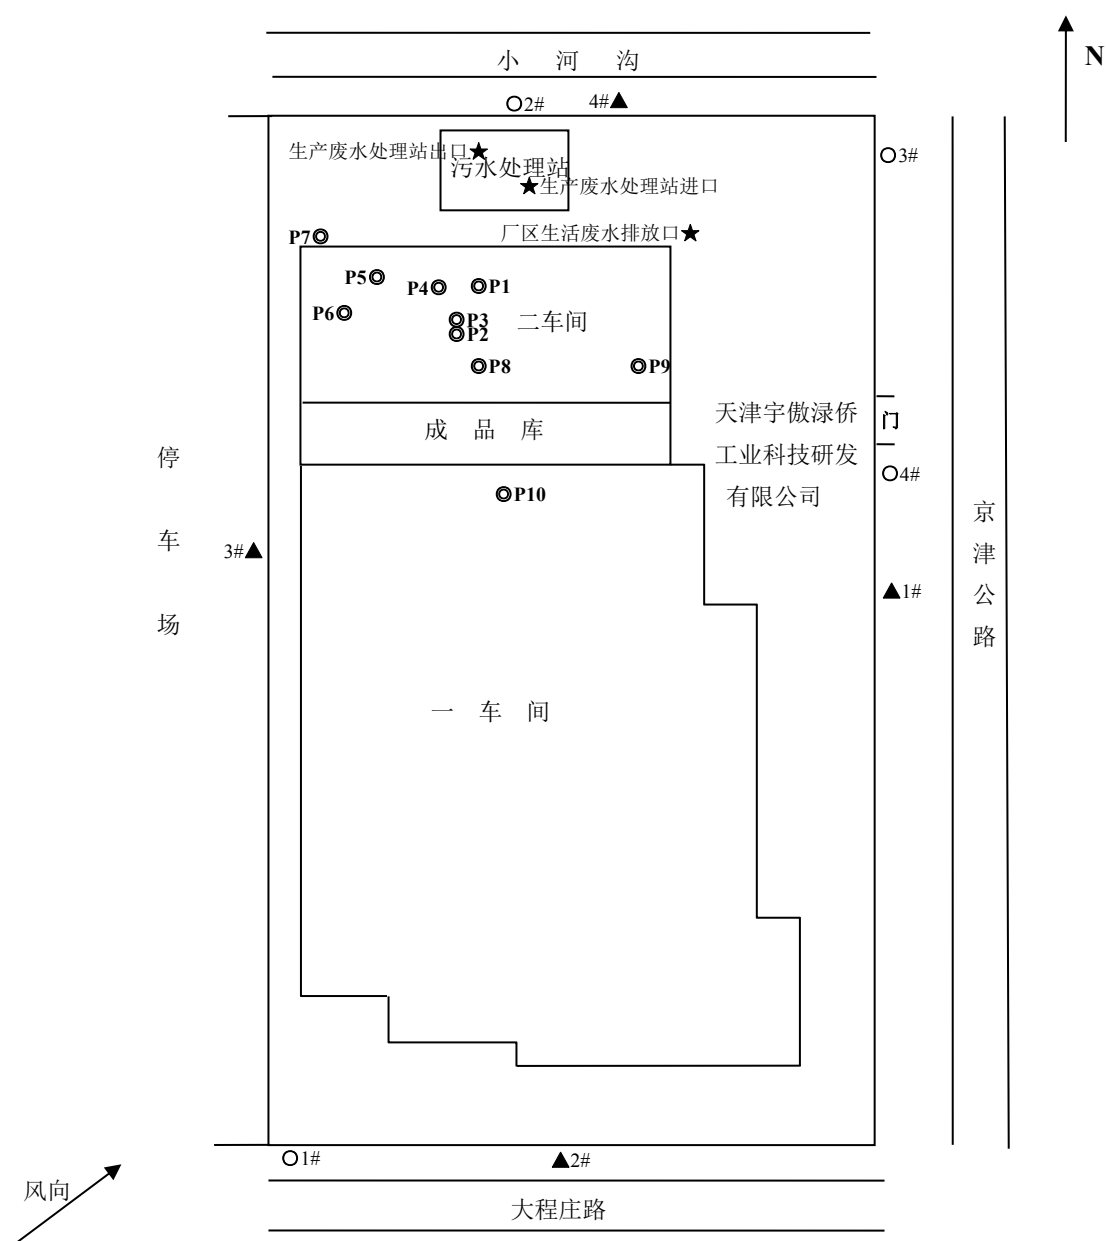 小 河 沟
N
2#
4#
3#
生产废水处理站出口
污水处理站
生产废水处理站进口
厂区生活废水排放口
P7
P5
P4
P1
P6
P3
二车间
P2
P8
P9
成 品 库
天津宇傲渌侨
工业科技研发
有限公司
门
4#
停车场
P10
京津公路
3#
1#
一 车 间
1#
2#
风向
大程庄路